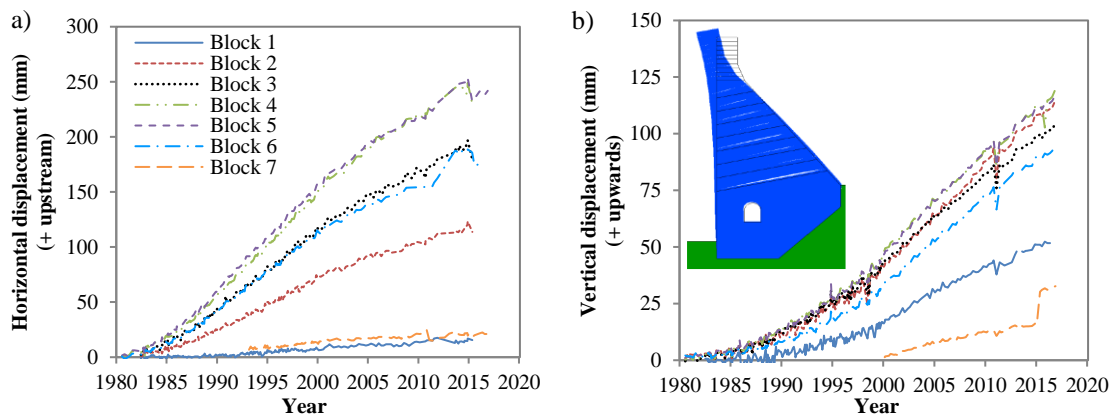 a)
Horizontal displacement (mm)
(+ upstream)
300
250
200
150
100
50
0
Block 1
Block 2
Block 3
Block 4
Block 5
Block 6
Block 7
1980 1985 1990 1995 2000 2005 2010 2015 2020
Year
b)
Vertical displacement (mm)
(+ upwards)
150
125
100
75
50
25
0
1980 1985 1990 1995 2000 2005 2010 2015 2020
Year